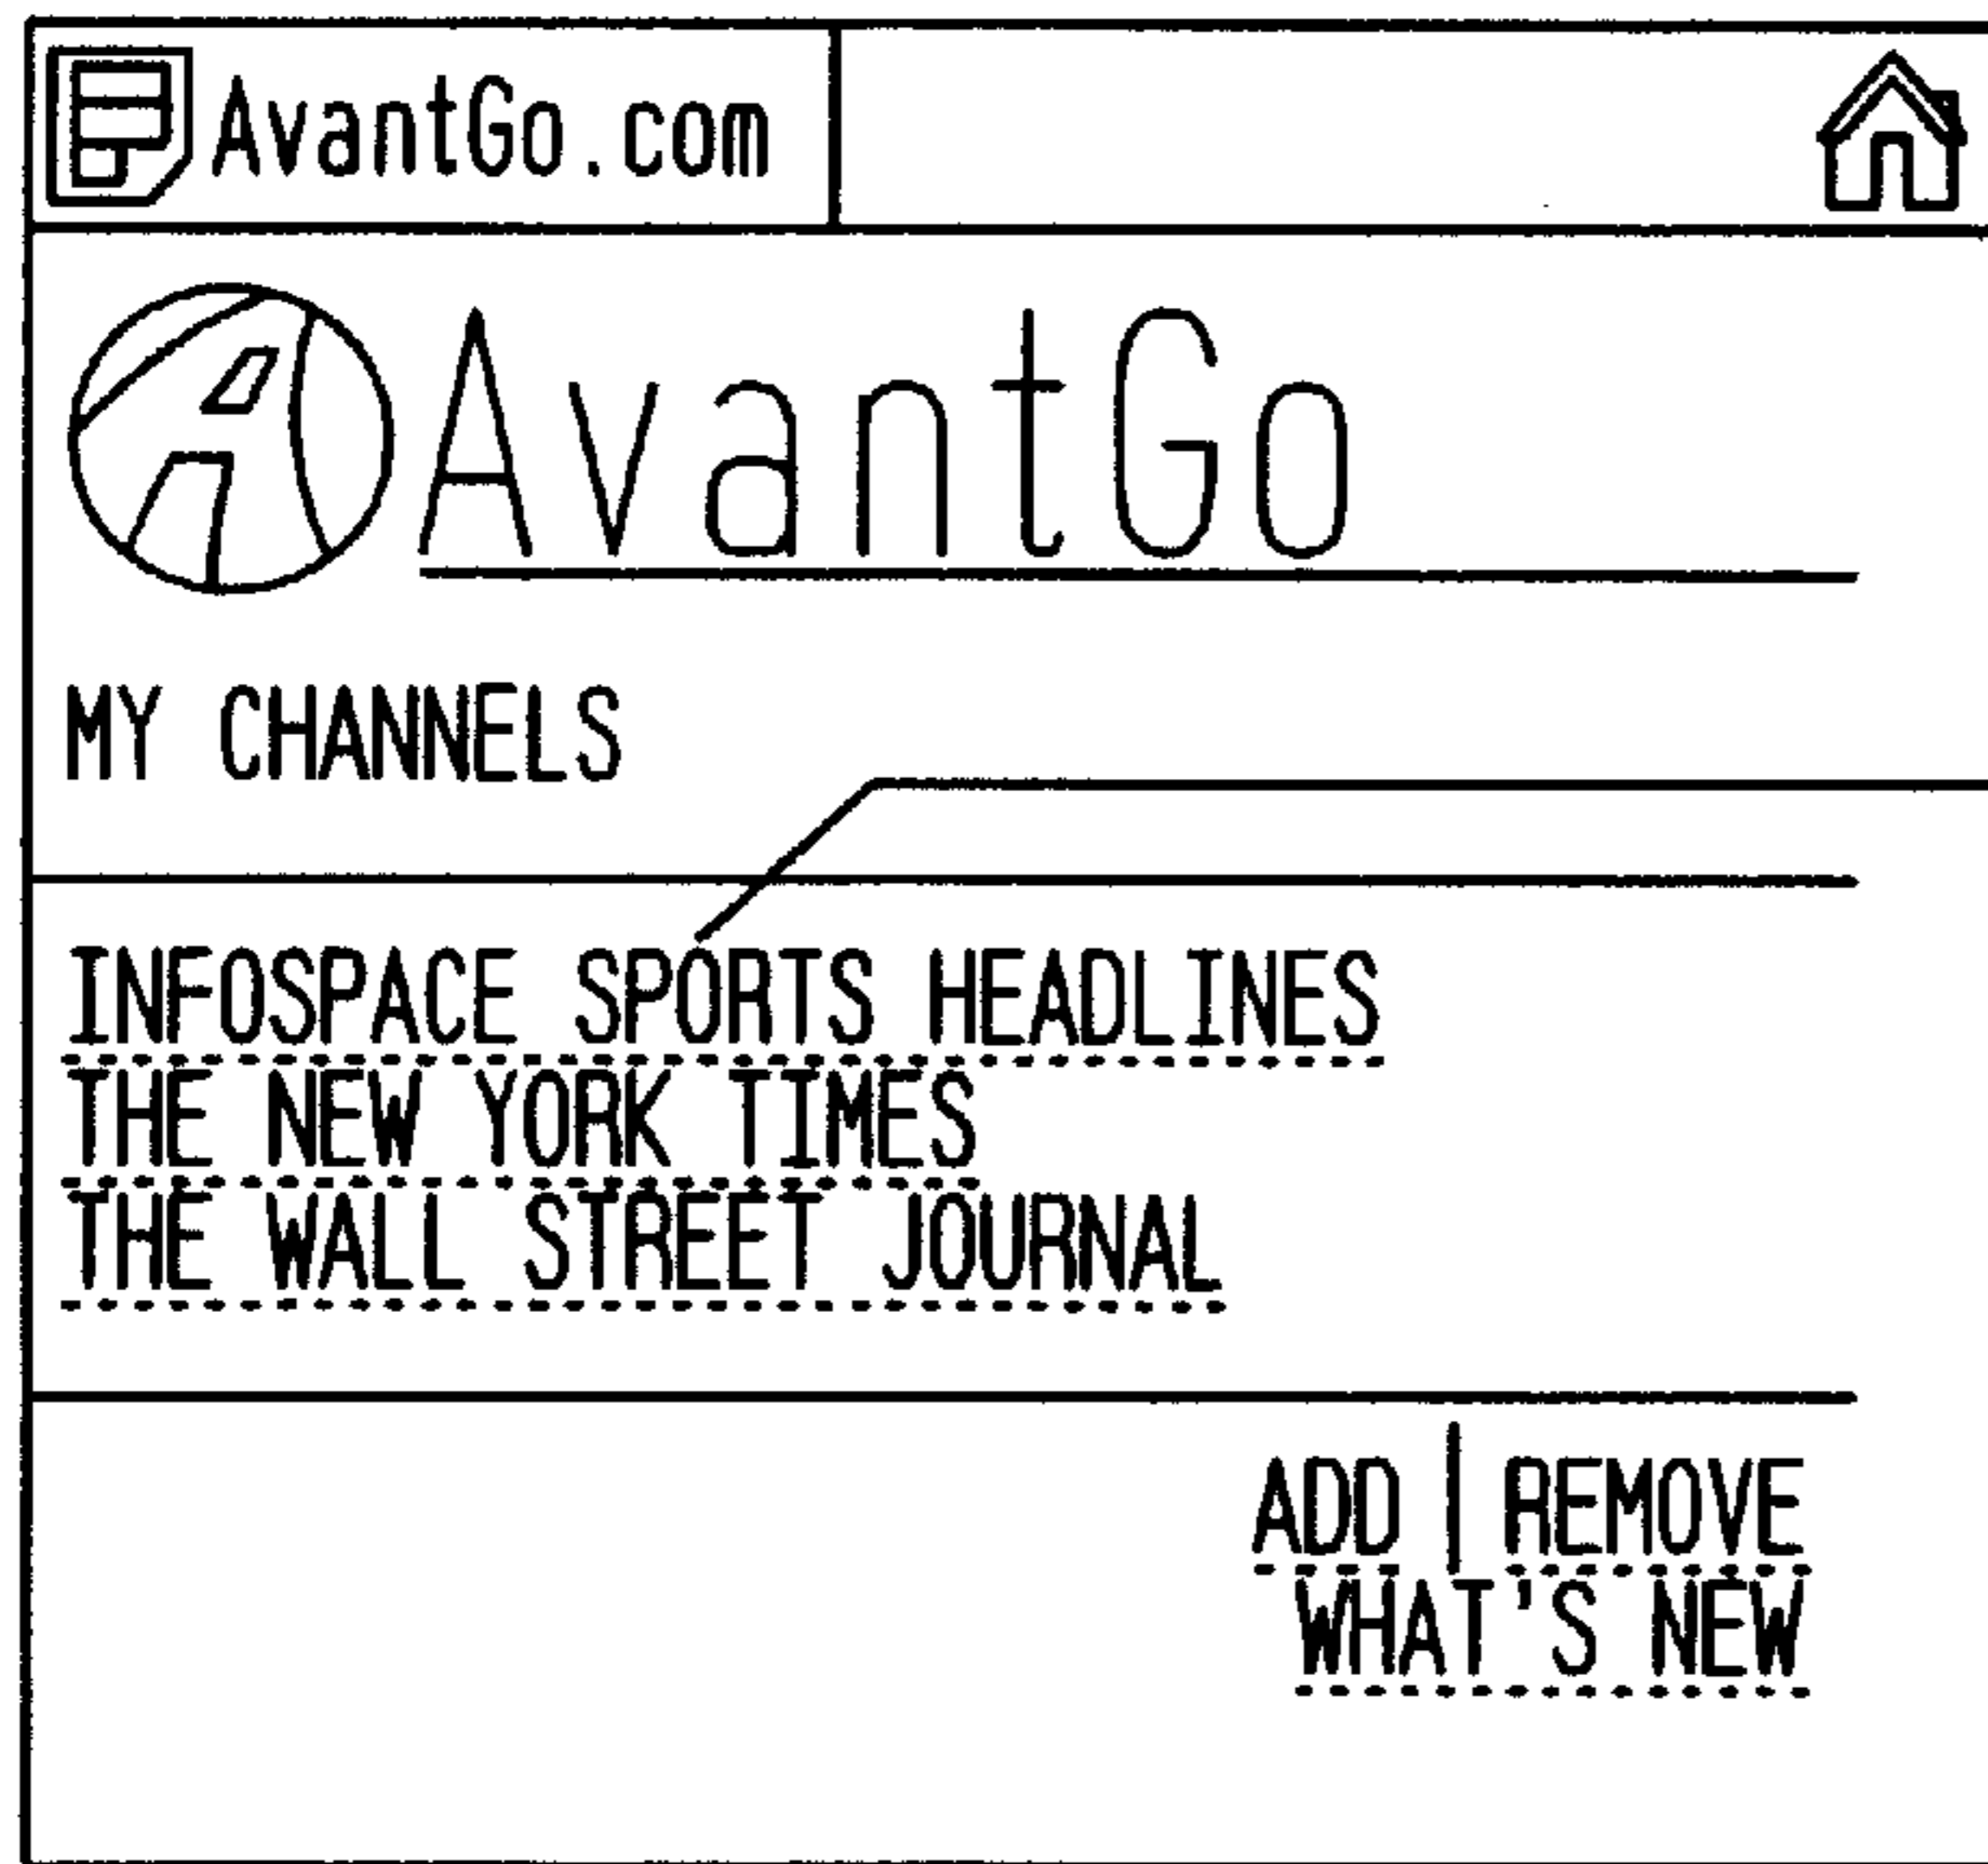 AvantGo.com
AvantGo
MY CHANNELS
INFOSPACE SPORTS HEADLINES
THE NEW YORK TIMES
THE WALL STREET JOURNAL
ADD | REMOVE
WHAT'S NEW